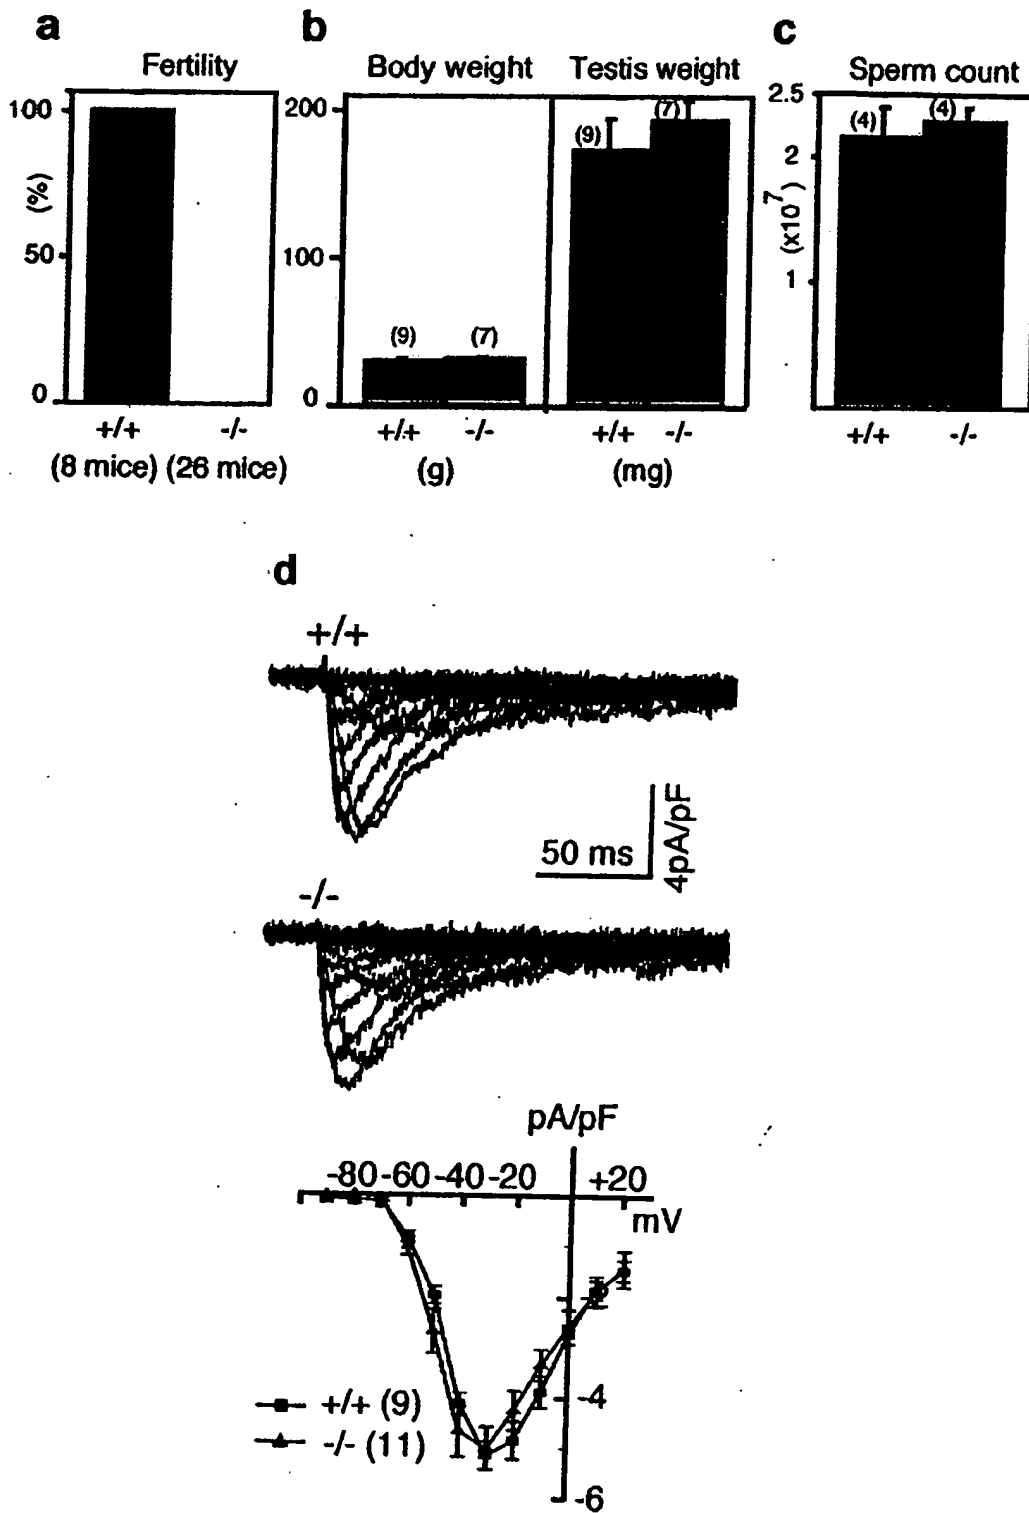 a
b
c
Fertility
Body weight
Testis weight
Sperm count
100
50
0
(%)
+/+
-/-
(8 mice) (26 mice)
200
100
0
(9)
(7)
+/+
-/-
(g)
(9)
(7)
+/+
-/-
(mg)
2.5
2
1
(x10⁷)
(4)
(4)
+/+
-/-
d
+/+
50 ms
4pA/pF
-/-
pA/pF
-80 -60 -40 -20
+20
mV
-4
-6
+/+ (9)
-/- (11)